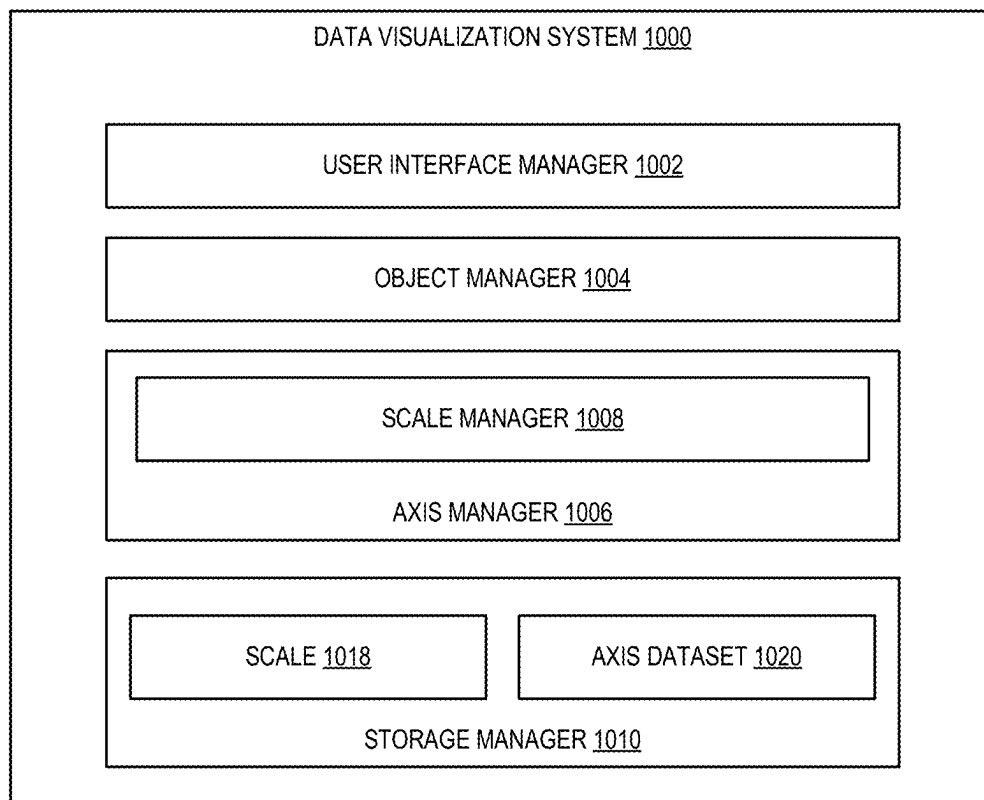 DATA VISUALIZATION SYSTEM 1000
USER INTERFACE MANAGER 1002
OBJECT MANAGER 1004
SCALE MANAGER 1008
AXIS MANAGER 1006
SCALE 1018
AXIS DATASET 1020
STORAGE MANAGER 1010